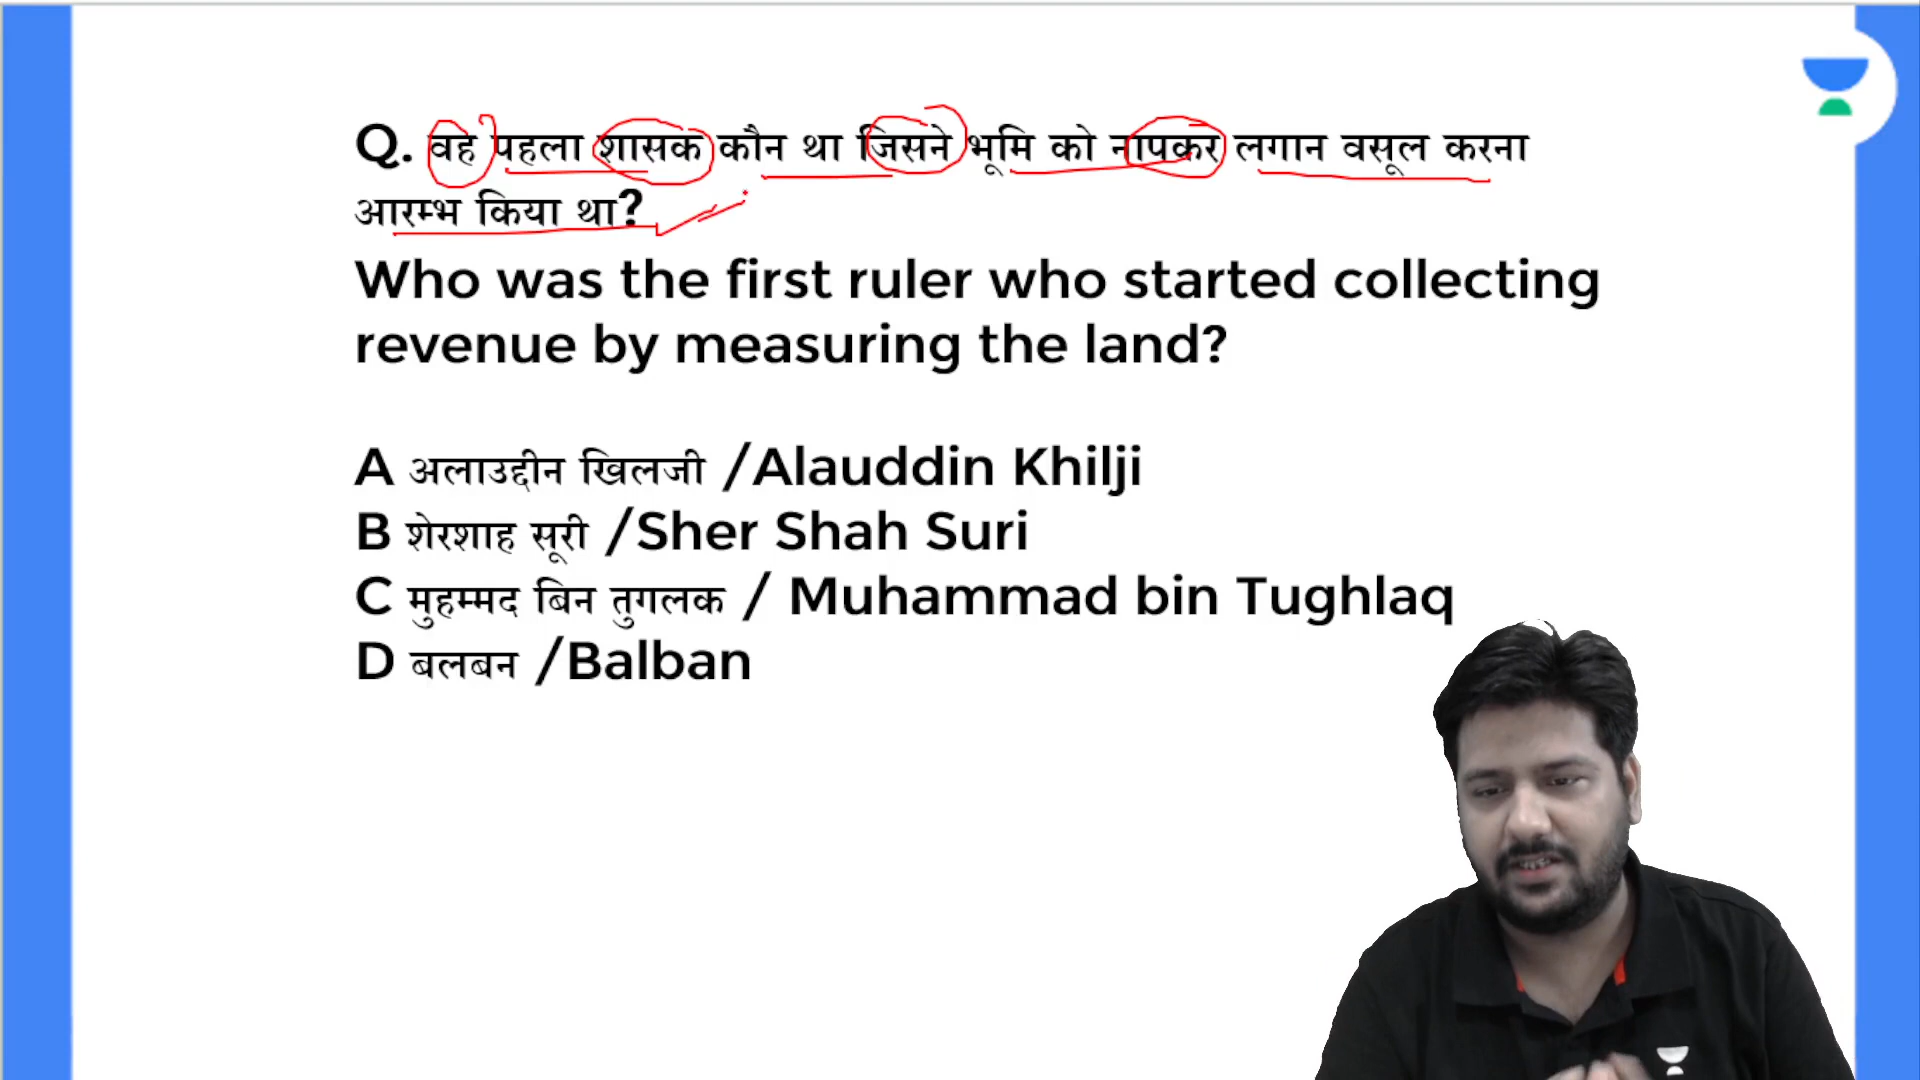 Q. वह पहला शासक कौन था जिसने भूमि को नापकर लगान वसूल करना
आरम्भ किया था?
Who was the first ruler who started collecting
revenue by measuring the land?
A अलाउद्दीन खिलजी /Alauddin Khilji
B शेरशाह सूरी /Sher Shah Suri
C मुहम्मद बिन तुगलक / Muhammad bin Tughlaq
D बलबन /Balban